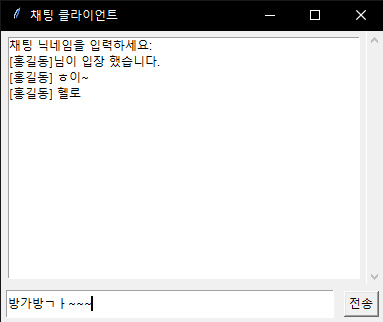 채팅 클라이언트
채팅 닉네임을 입력하세요:
[홍길동]님이 입장 했습니다.
[홍길동] ㅎ이~
[홍길동] 헬로
방가방ㄱㅏ~~~
전송